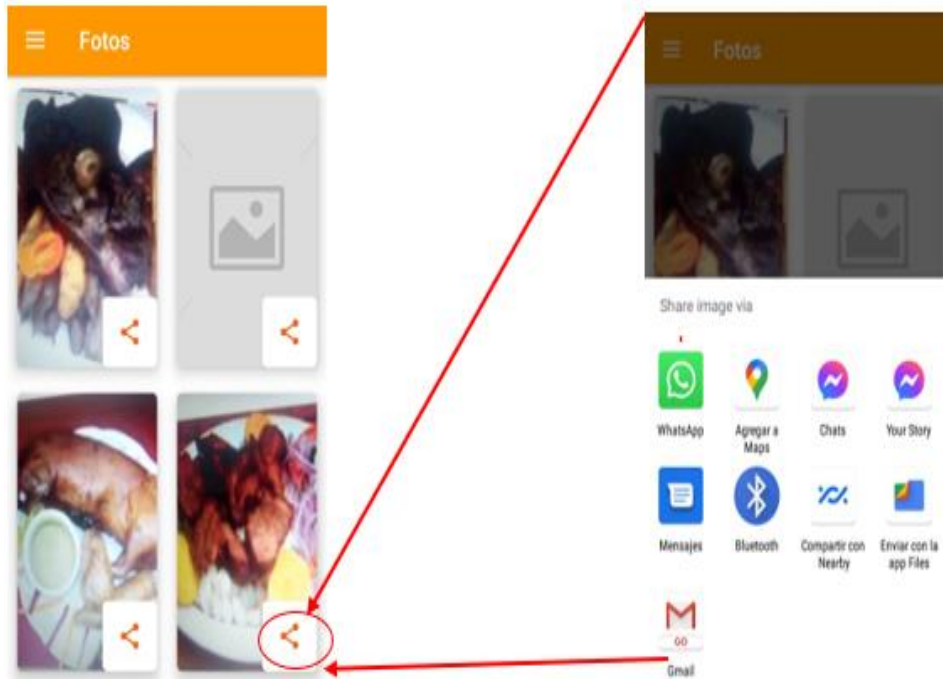 Fotos
Fotos
Share image via
WhatsApp
Agregar a
Maps
Chats
Your Story
Mensajes
Bluetooth
Compartir con
Nearby
Enviar con la
app Files
GO
Gmail